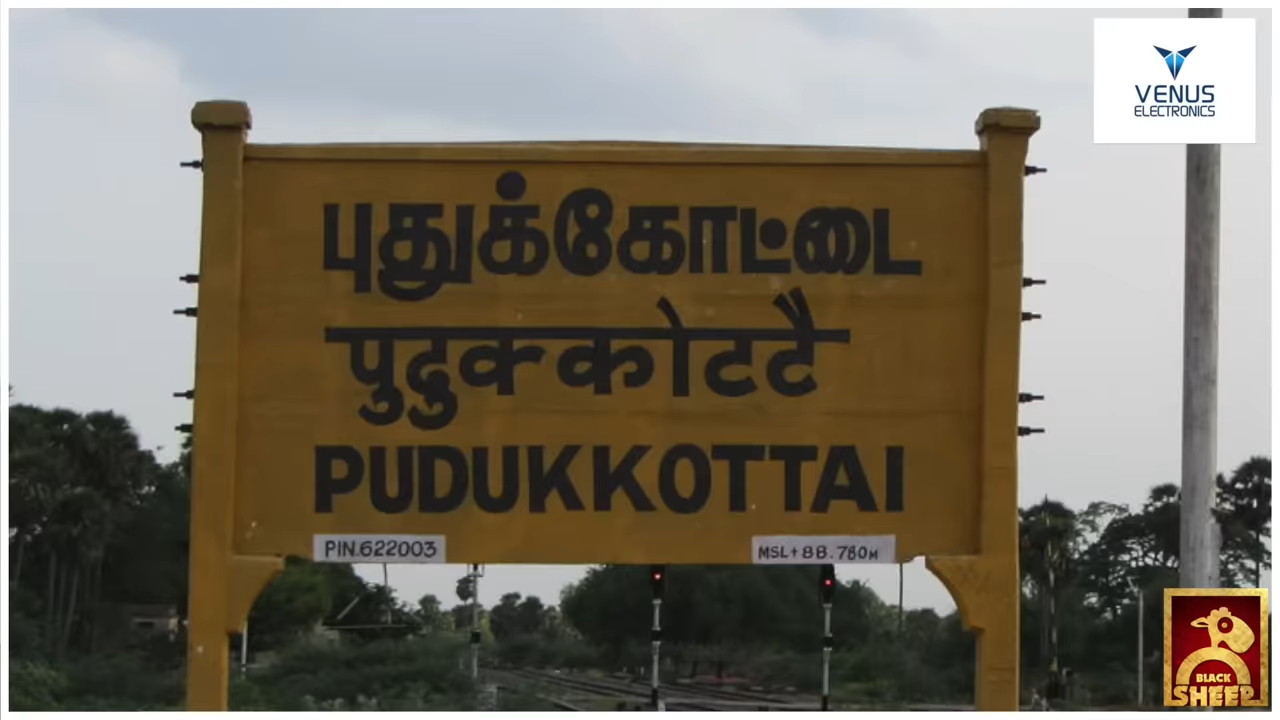 VENUS
ELECTRONICS
புதுக்கோட்டை
पुदुक्कोटटै
PUDUKKOTTAI
PIN.622003
MSL+88.780M
BLACK
SHEEP